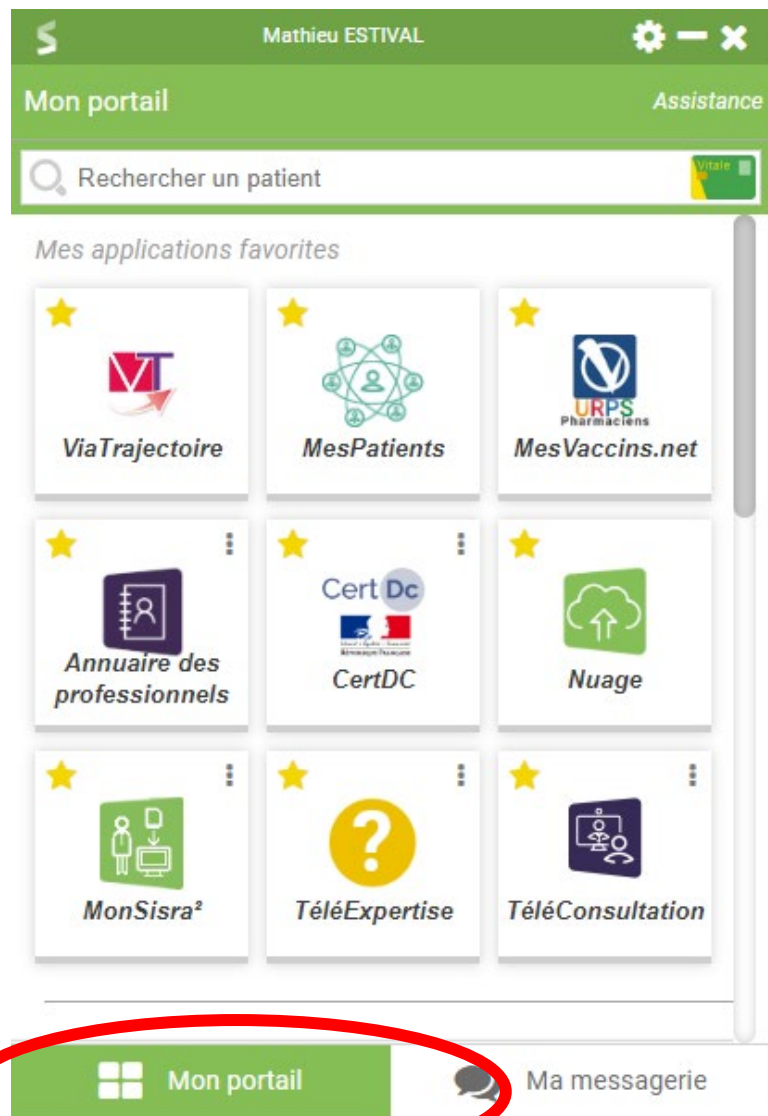 Mathieu ESTIVAL
Mon portail
Assistance
Rechercher un patient
Vitale
Mes applications favorites
VT
ViaTrajectoire
MesPatients
URPS
Pharmaciens
MesVaccins.net
Annuaire des
professionnels
Cert Dc
CertDC
Nuage
MonSisra²
?
TéléExpertise
TéléConsultation
Mon portail
Ma messagerie